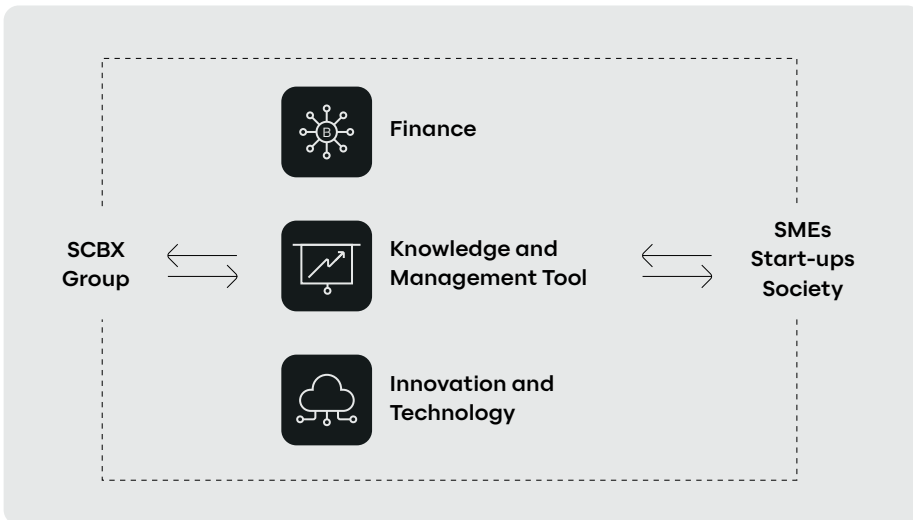 Finance
SCBX
Group
Knowledge and
Management Tool
SMEs
Start-ups
Society
Innovation and
Technology
B